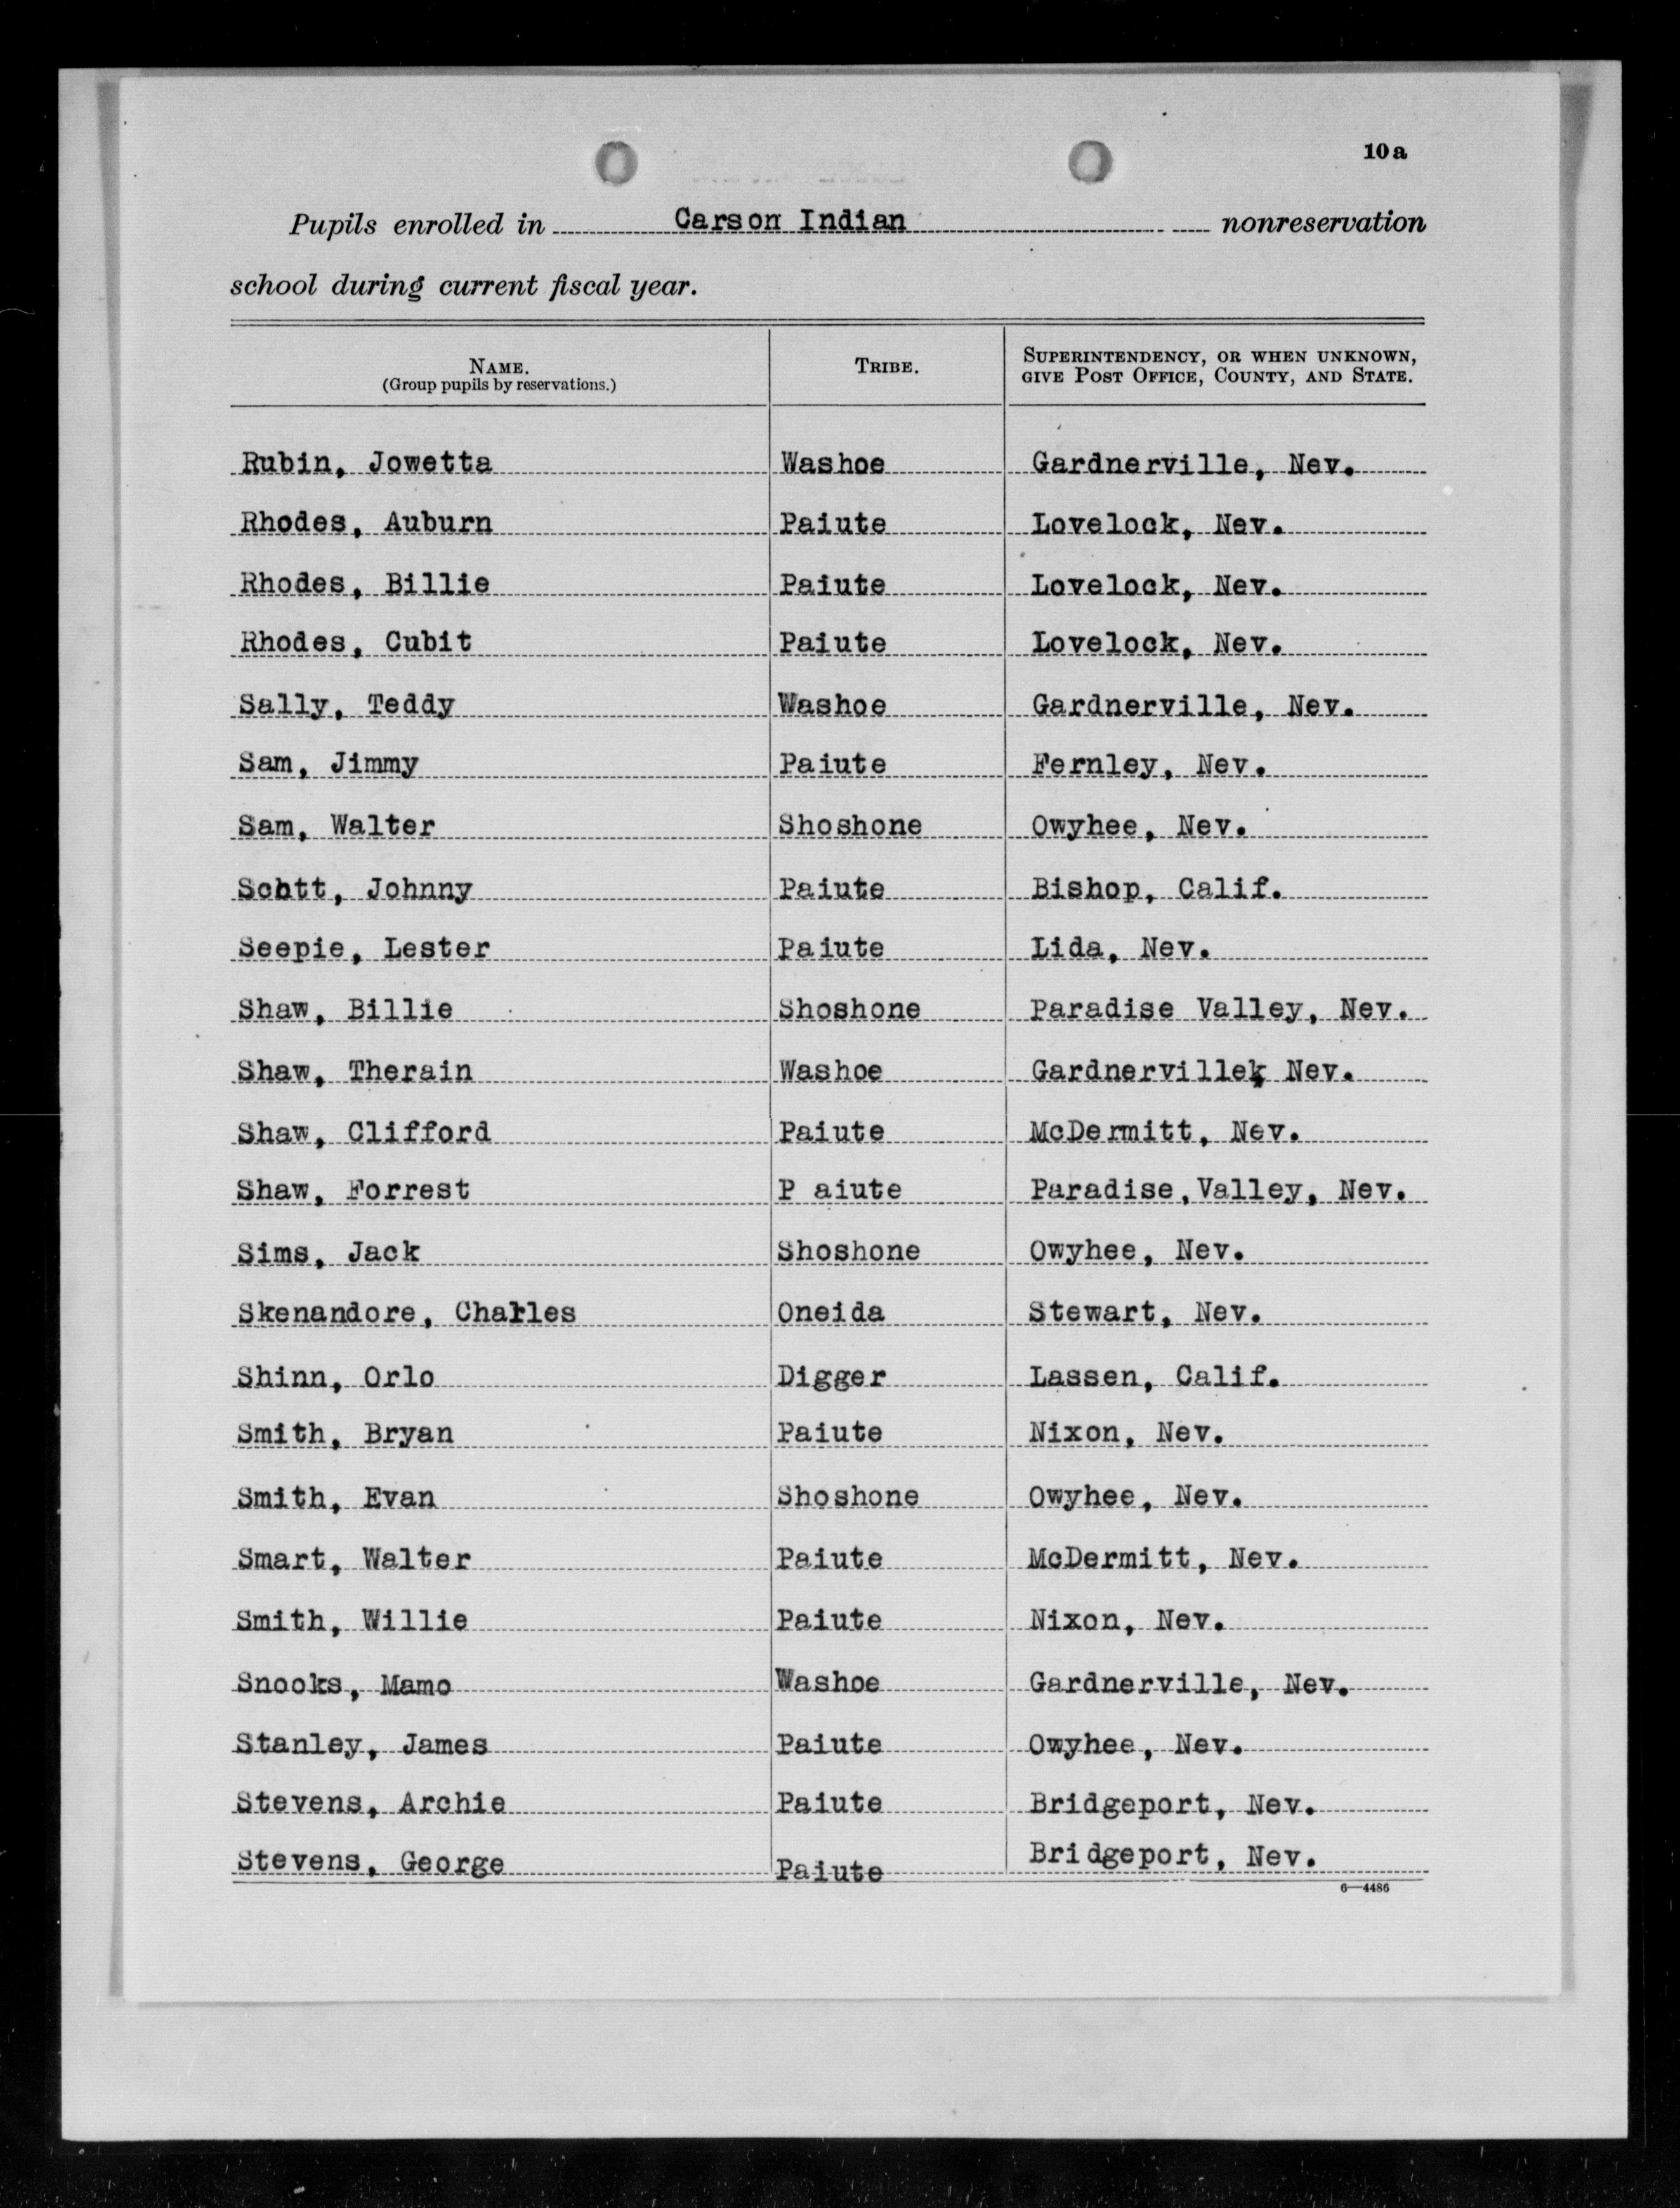 10a
Pupils enrolled in Carson Indian nonreservation
school during current fiscal year.
NAME.
(Group pupils by reservations.)
TRIBE.
SUPERINTENDENCY, OR WHEN UNKNOWN,
GIVE POST OFFICE, COUNTY, AND STATE.
Rubin, Jowetta Washoe Gardnerville, Nev.
Rhodes, Auburn Paiute Lovelock, Nev.
Rhodes, Billie Paiute Lovelock, Nev.
Rhodes, Cubit Paiute Lovelock, Nev.
Sally, Teddy Washoe Gardnerville, Nev.
Sam, Jimmy Paiute Fernley, Nev.
Sam, Walter Shoshone Owyhee, Nev.
Scott, Johnny Paiute Bishop, Calif.
Seepie, Lester Paiute Lida, Nev.
Shaw, Billie Shoshone Paradise Valley, Nev.
Shaw, Therain Washoe Gardnerville, Nev.
Shaw, Clifford Paiute McDermitt, Nev.
Shaw, Forrest P aiute Paradise,Valley, Nev.
Sims, Jack Shoshone Owyhee, Nev.
Skenandore, Charles Oneida Stewart, Nev.
Shinn, Orlo Digger Lassen, Calif.
Smith, Bryan Paiute Nixon, Nev.
Smith, Evan Shoshone Owyhee, Nev.
Smart, Walter Paiute McDermitt, Nev.
Smith, Willie Paiute Nixon, Nev.
Snooks, Mamo Washoe Gardnerville, Nev.
Stanley, James Paiute Owyhee, Nev.
Stevens, Archie Paiute Bridgeport, Nev.
Stevens, George Paiute Bridgeport, Nev.
6—4486